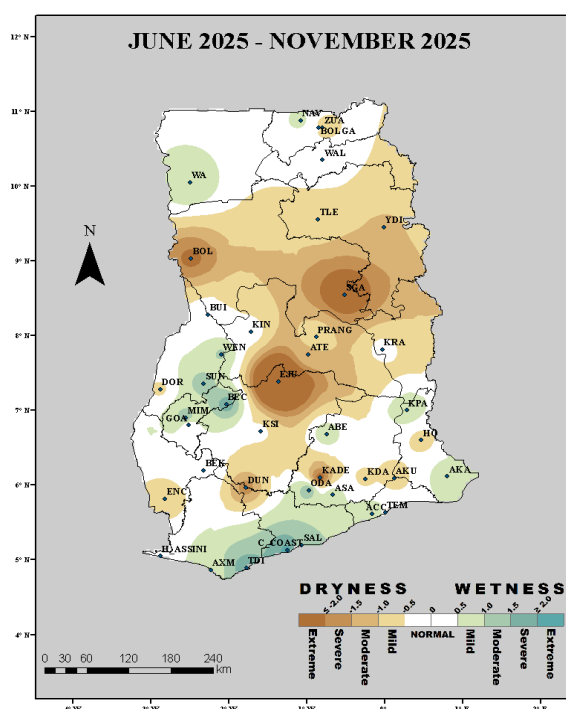 JUNE 2025 - NOVEMBER 2025
12° N
11° N
10° N
9° N
8° N
7° N
6° N
5° N
4° N
N
NAV
ZUA
BOLGA
WAL
WA
TLE
YDI
BOL
SGA
BUI
KIN
PRANG
WEN
ATE
KRA
SUN
EJU
DOR
BEC
KPA
MIM
GOA
KSI
ABE
HO
BEK
KADE
KDA
AKU
AKA
DUN
ENC
ODA
ASA
ACC
TEM
SAL
C_COAST
H_ASSINI
AXM
TDI
DRYNESS WETNESS
≤ -2.0 -1.5 -1.0 -0.5 0 0.5 1.0 1.5 ≥ 2.0
NORMAL
Extreme Severe Moderate Mild Mild Moderate Severe Extreme
0 30 60 120 180 240
km